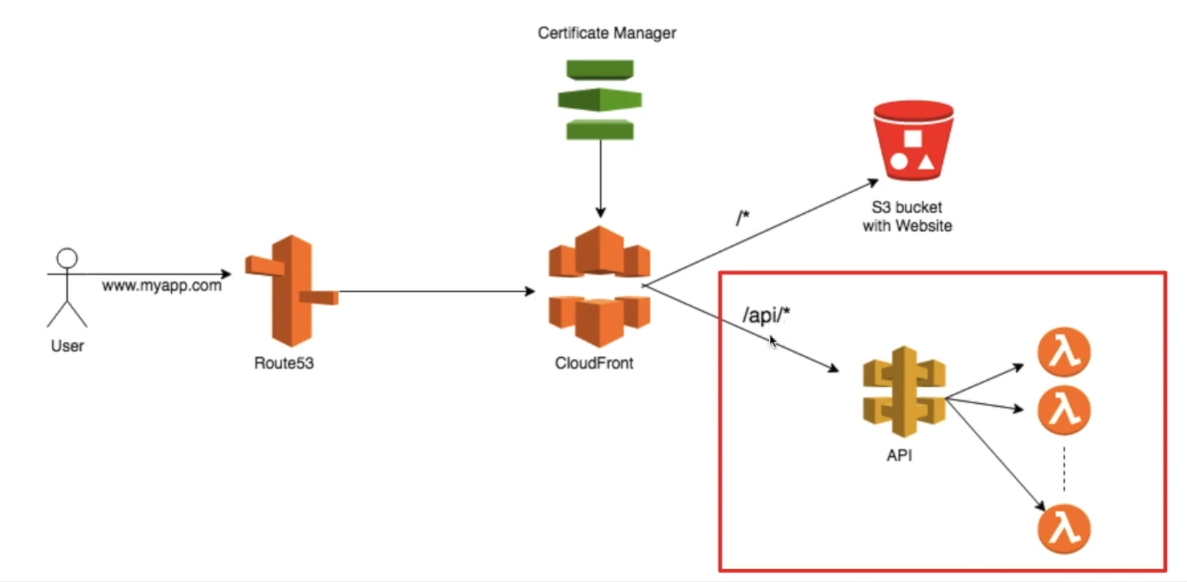 Certificate Manager
/*
S3 bucket
with Website
www.myapp.com
User
Route53
CloudFront
/api/*
API
λ
λ
λ